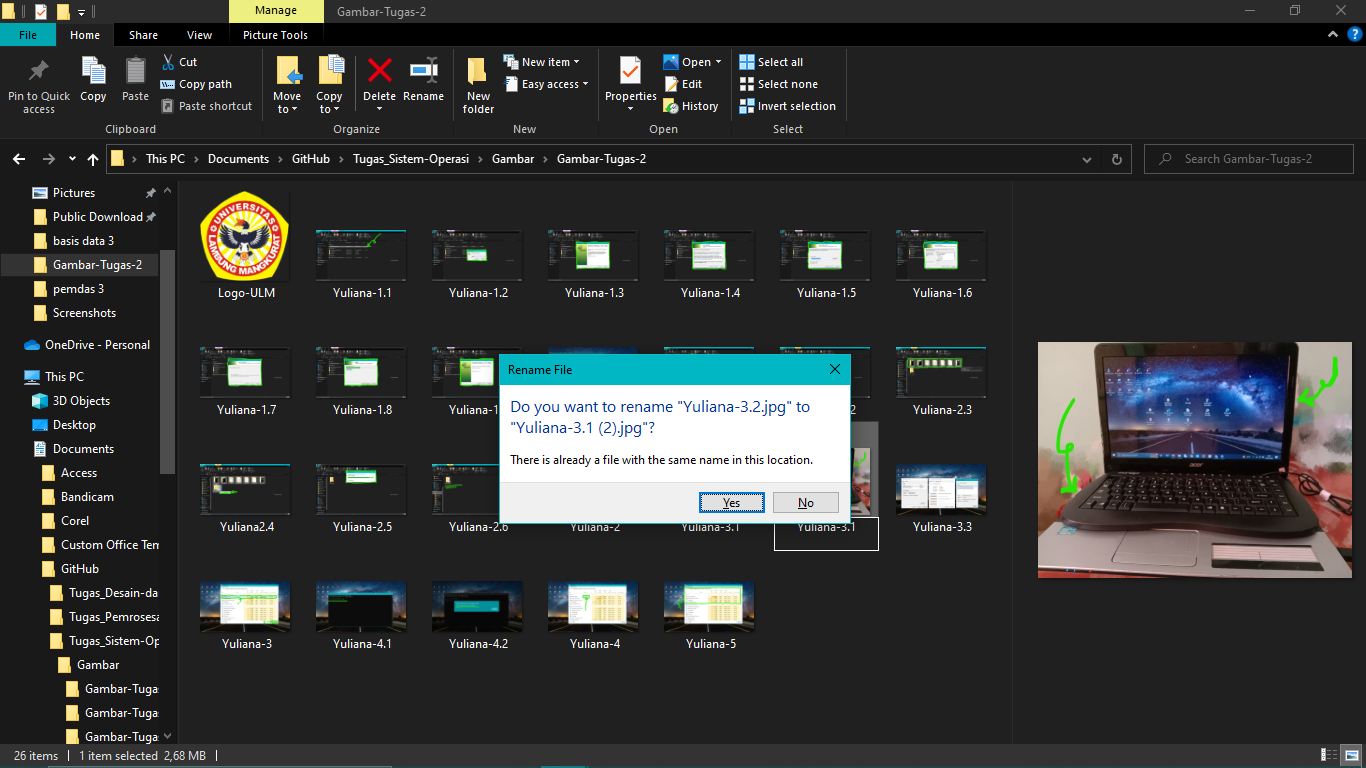 Manage
Gambar-Tugas-2
File
Home
Share
View
Picture Tools
Pin to Quick access
Copy
Paste
Cut
Copy path
Paste shortcut
Clipboard
Move to
Copy to
Delete
Rename
Organize
New folder
New item
Easy access
New
Properties
Open
Edit
History
Open
Select all
Select none
Invert selection
Select
This PC
Documents
GitHub
Tugas_Sistem-Operasi
Gambar
Gambar-Tugas-2
Search Gambar-Tugas-2
Pictures
Public Download
basis data 3
Gambar-Tugas-2
pemdas 3
Screenshots
OneDrive - Personal
This PC
3D Objects
Desktop
Documents
Access
Bandicam
Corel
Custom Office Tem
GitHub
Tugas_Desain-da
Tugas_Pemrosesa
Tugas_Sistem-Op
Gambar
Gambar-Tugas
Gambar-Tugas
Gambar-Tugas
UNIVERSITAS LAMBUNG MANGKURAT
Logo-ULM
Yuliana-1.1
Yuliana-1.2
Yuliana-1.3
Yuliana-1.4
Yuliana-1.5
Yuliana-1.6
Yuliana-1.7
Yuliana-1.8
Yuliana-2.3
Yuliana2.4
Yuliana-2.5
Yuliana-2.6
Yuliana-2
Yuliana-3.1
Yuliana-3.1
Yuliana-3.3
Yuliana-3
Yuliana-4.1
Yuliana-4.2
Yuliana-4
Yuliana-5
Rename File
Do you want to rename "Yuliana-3.2.jpg" to
"Yuliana-3.1 (2).jpg"?
There is already a file with the same name in this location.
Yes
No
acer
26 items
1 item selected 2,68 MB